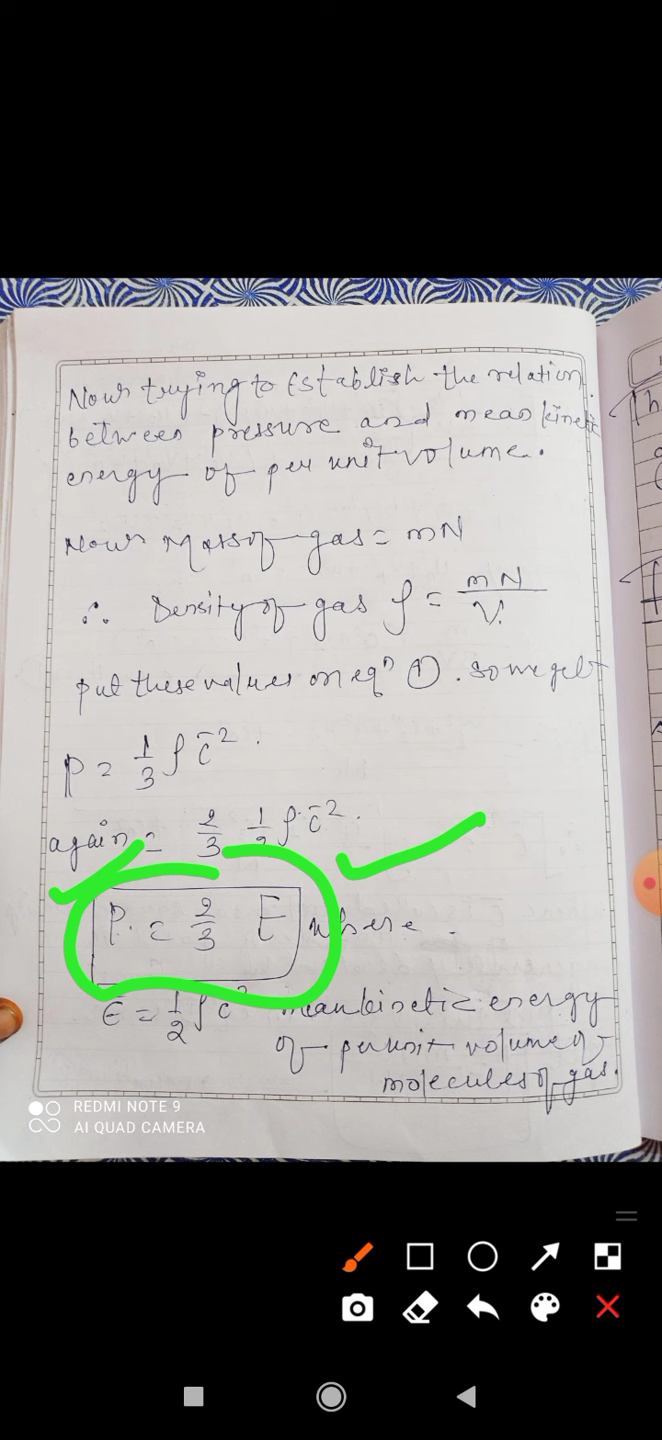 Now trying to Establish the relation.
between pressure and mean kinetic
energy of per unit volume.
Now Mass of gas = mN
∴ Density of gas ρ = mN/V.
put these values on eqⁿ ①. so we get
P = 1/3 ρ c̄².
again = 2/3 1/2 ρ c̄².
P = 2/3 E where
E = 1/2 ρ c̄² mean kinetic energy
of per unit volume of
molecules of gas.
REDMI NOTE 9
AI QUAD CAMERA